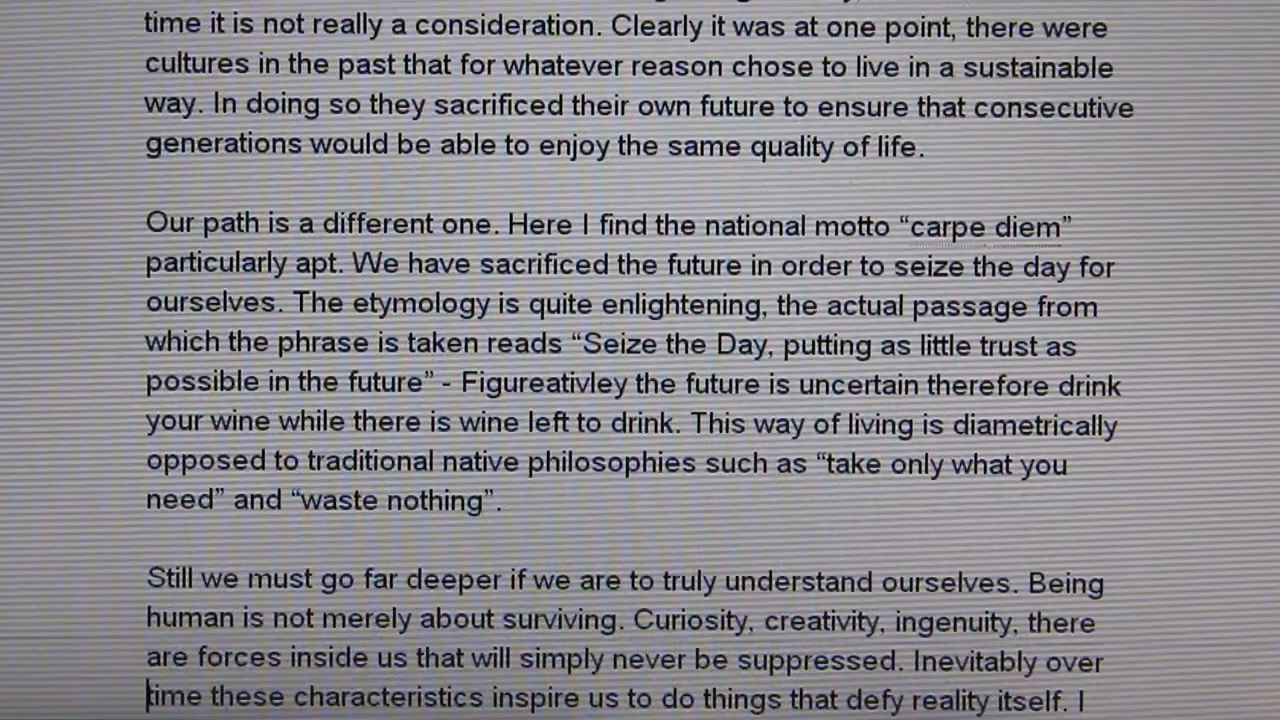 time it is not really a consideration. Clearly it was at one point, there were
cultures in the past that for whatever reason chose to live in a sustainable
way. In doing so they sacrificed their own future to ensure that consecutive
generations would be able to enjoy the same quality of life.
Our path is a different one. Here I find the national motto “carpe diem”
particularly apt. We have sacrificed the future in order to seize the day for
ourselves. The etymology is quite enlightening, the actual passage from
which the phrase is taken reads “Seize the Day, putting as little trust as
possible in the future” - Figureativley the future is uncertain therefore drink
your wine while there is wine left to drink. This way of living is diametrically
opposed to traditional native philosophies such as “take only what you
need” and “waste nothing”.
Still we must go far deeper if we are to truly understand ourselves. Being
human is not merely about surviving. Curiosity, creativity, ingenuity, there
are forces inside us that will simply never be suppressed. Inevitably over
time these characteristics inspire us to do things that defy reality itself. I